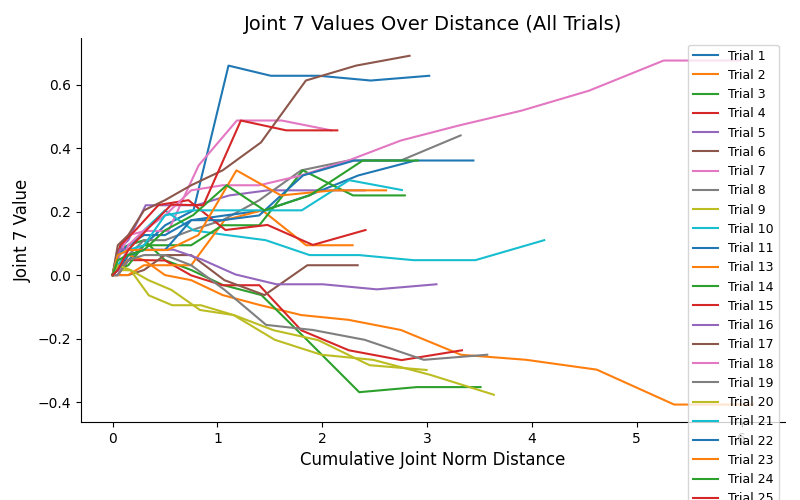 Joint 7 Values Over Distance (All Trials)
Joint 7 Value
0.6
0.4
0.2
0.0
−0.2
−0.4
0
1
2
3
4
5
Cumulative Joint Norm Distance
Trial 1
Trial 2
Trial 3
Trial 4
Trial 5
Trial 6
Trial 7
Trial 8
Trial 9
Trial 10
Trial 11
Trial 13
Trial 14
Trial 15
Trial 16
Trial 17
Trial 18
Trial 19
Trial 20
Trial 21
Trial 22
Trial 23
Trial 24
Trial 25